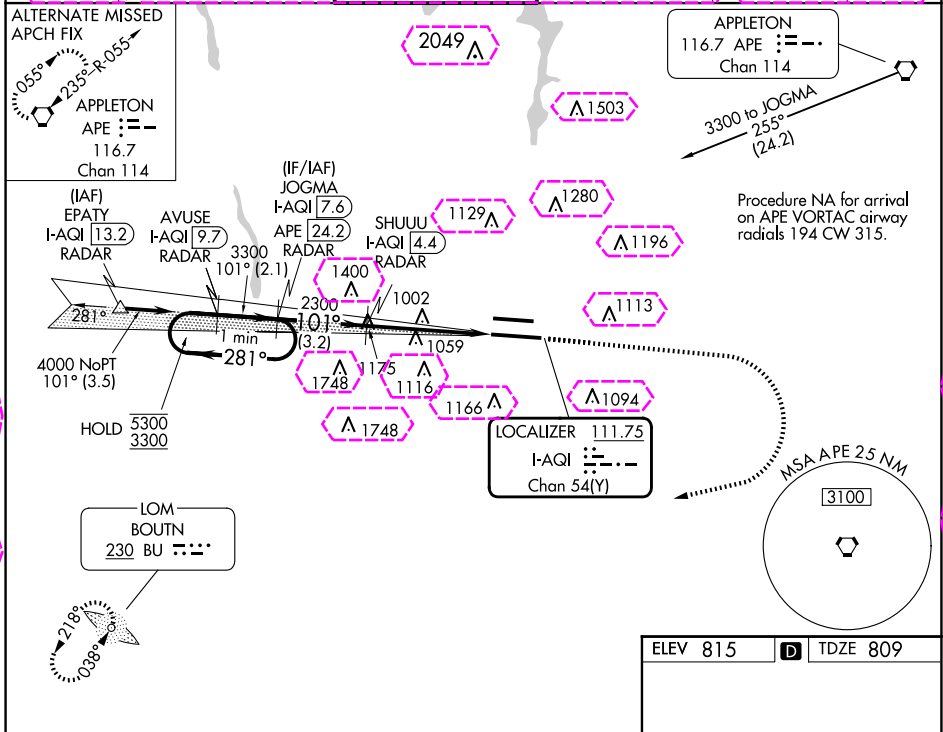 ALTERNATE MISSED
APCH FIX
055°
235°
R-055
APPLETON
APE
116.7
Chan 114
2049
1503
APPLETON
116.7 APE
Chan 114
3300 to JOGMA
255°
(24.2)
Procedure NA for arrival
on APE VORTAC airway
radials 194 CW 315.
(IAF)
EPATY
I-AQI 13.2
RADAR
AVUSE
I-AQI 9.7
RADAR
(IF/IAF)
JOGMA
I-AQI 7.6
APE 24.2
RADAR
SHUUU
I-AQI 4.4
RADAR
1129
1280
1196
3300
101° (2.1)
1400
1002
1113
281°
2300
101°
(3.2)
1059
1 min
281°
4000 NoPT
101° (3.5)
1748
1175
1116
1166
1094
1748
HOLD 5300
3300
LOCALIZER 111.75
I-AQI
Chan 54(Y)
MSA APE 25 NM
3100
LOM
BOUTN
230 BU
218°
038°
ELEV 815 D TDZE 809